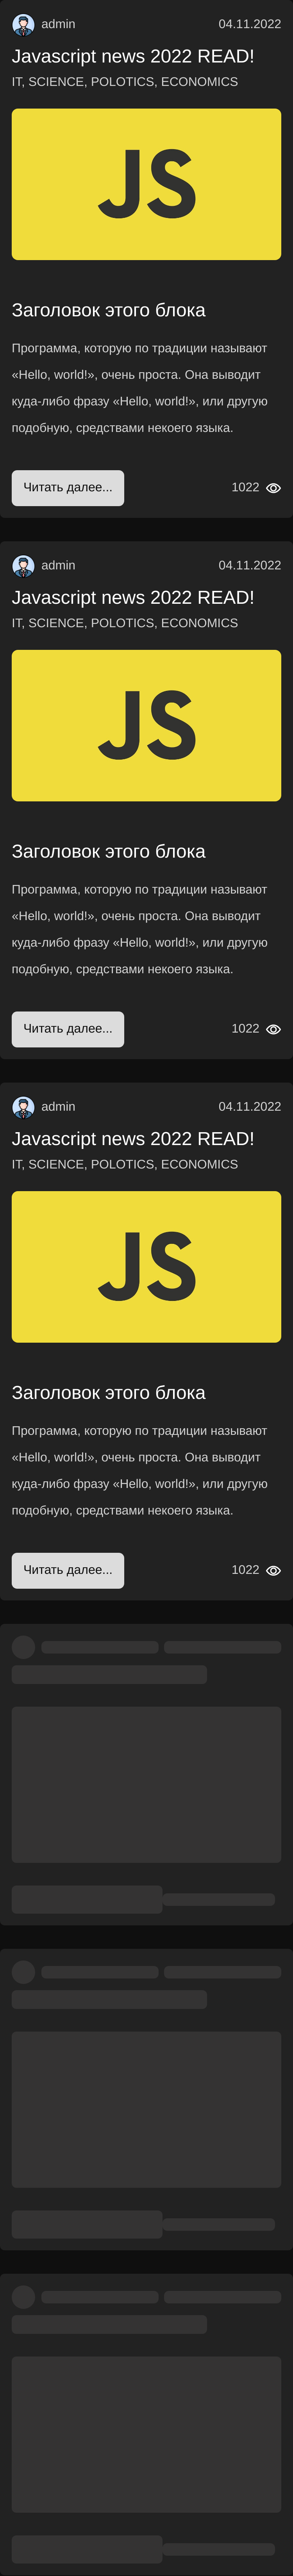 admin 04.11.2022
Javascript news 2022 READ!
IT, SCIENCE, POLOTICS, ECONOMICS
JS
Заголовок этого блока
Программа, которую по традиции называют
«Hello, world!», очень проста. Она выводит
куда-либо фразу «Hello, world!», или другую
подобную, средствами некоего языка.
Читать далее... 1022
admin 04.11.2022
Javascript news 2022 READ!
IT, SCIENCE, POLOTICS, ECONOMICS
JS
Заголовок этого блока
Программа, которую по традиции называют
«Hello, world!», очень проста. Она выводит
куда-либо фразу «Hello, world!», или другую
подобную, средствами некоего языка.
Читать далее... 1022
admin 04.11.2022
Javascript news 2022 READ!
IT, SCIENCE, POLOTICS, ECONOMICS
JS
Заголовок этого блока
Программа, которую по традиции называют
«Hello, world!», очень проста. Она выводит
куда-либо фразу «Hello, world!», или другую
подобную, средствами некоего языка.
Читать далее... 1022